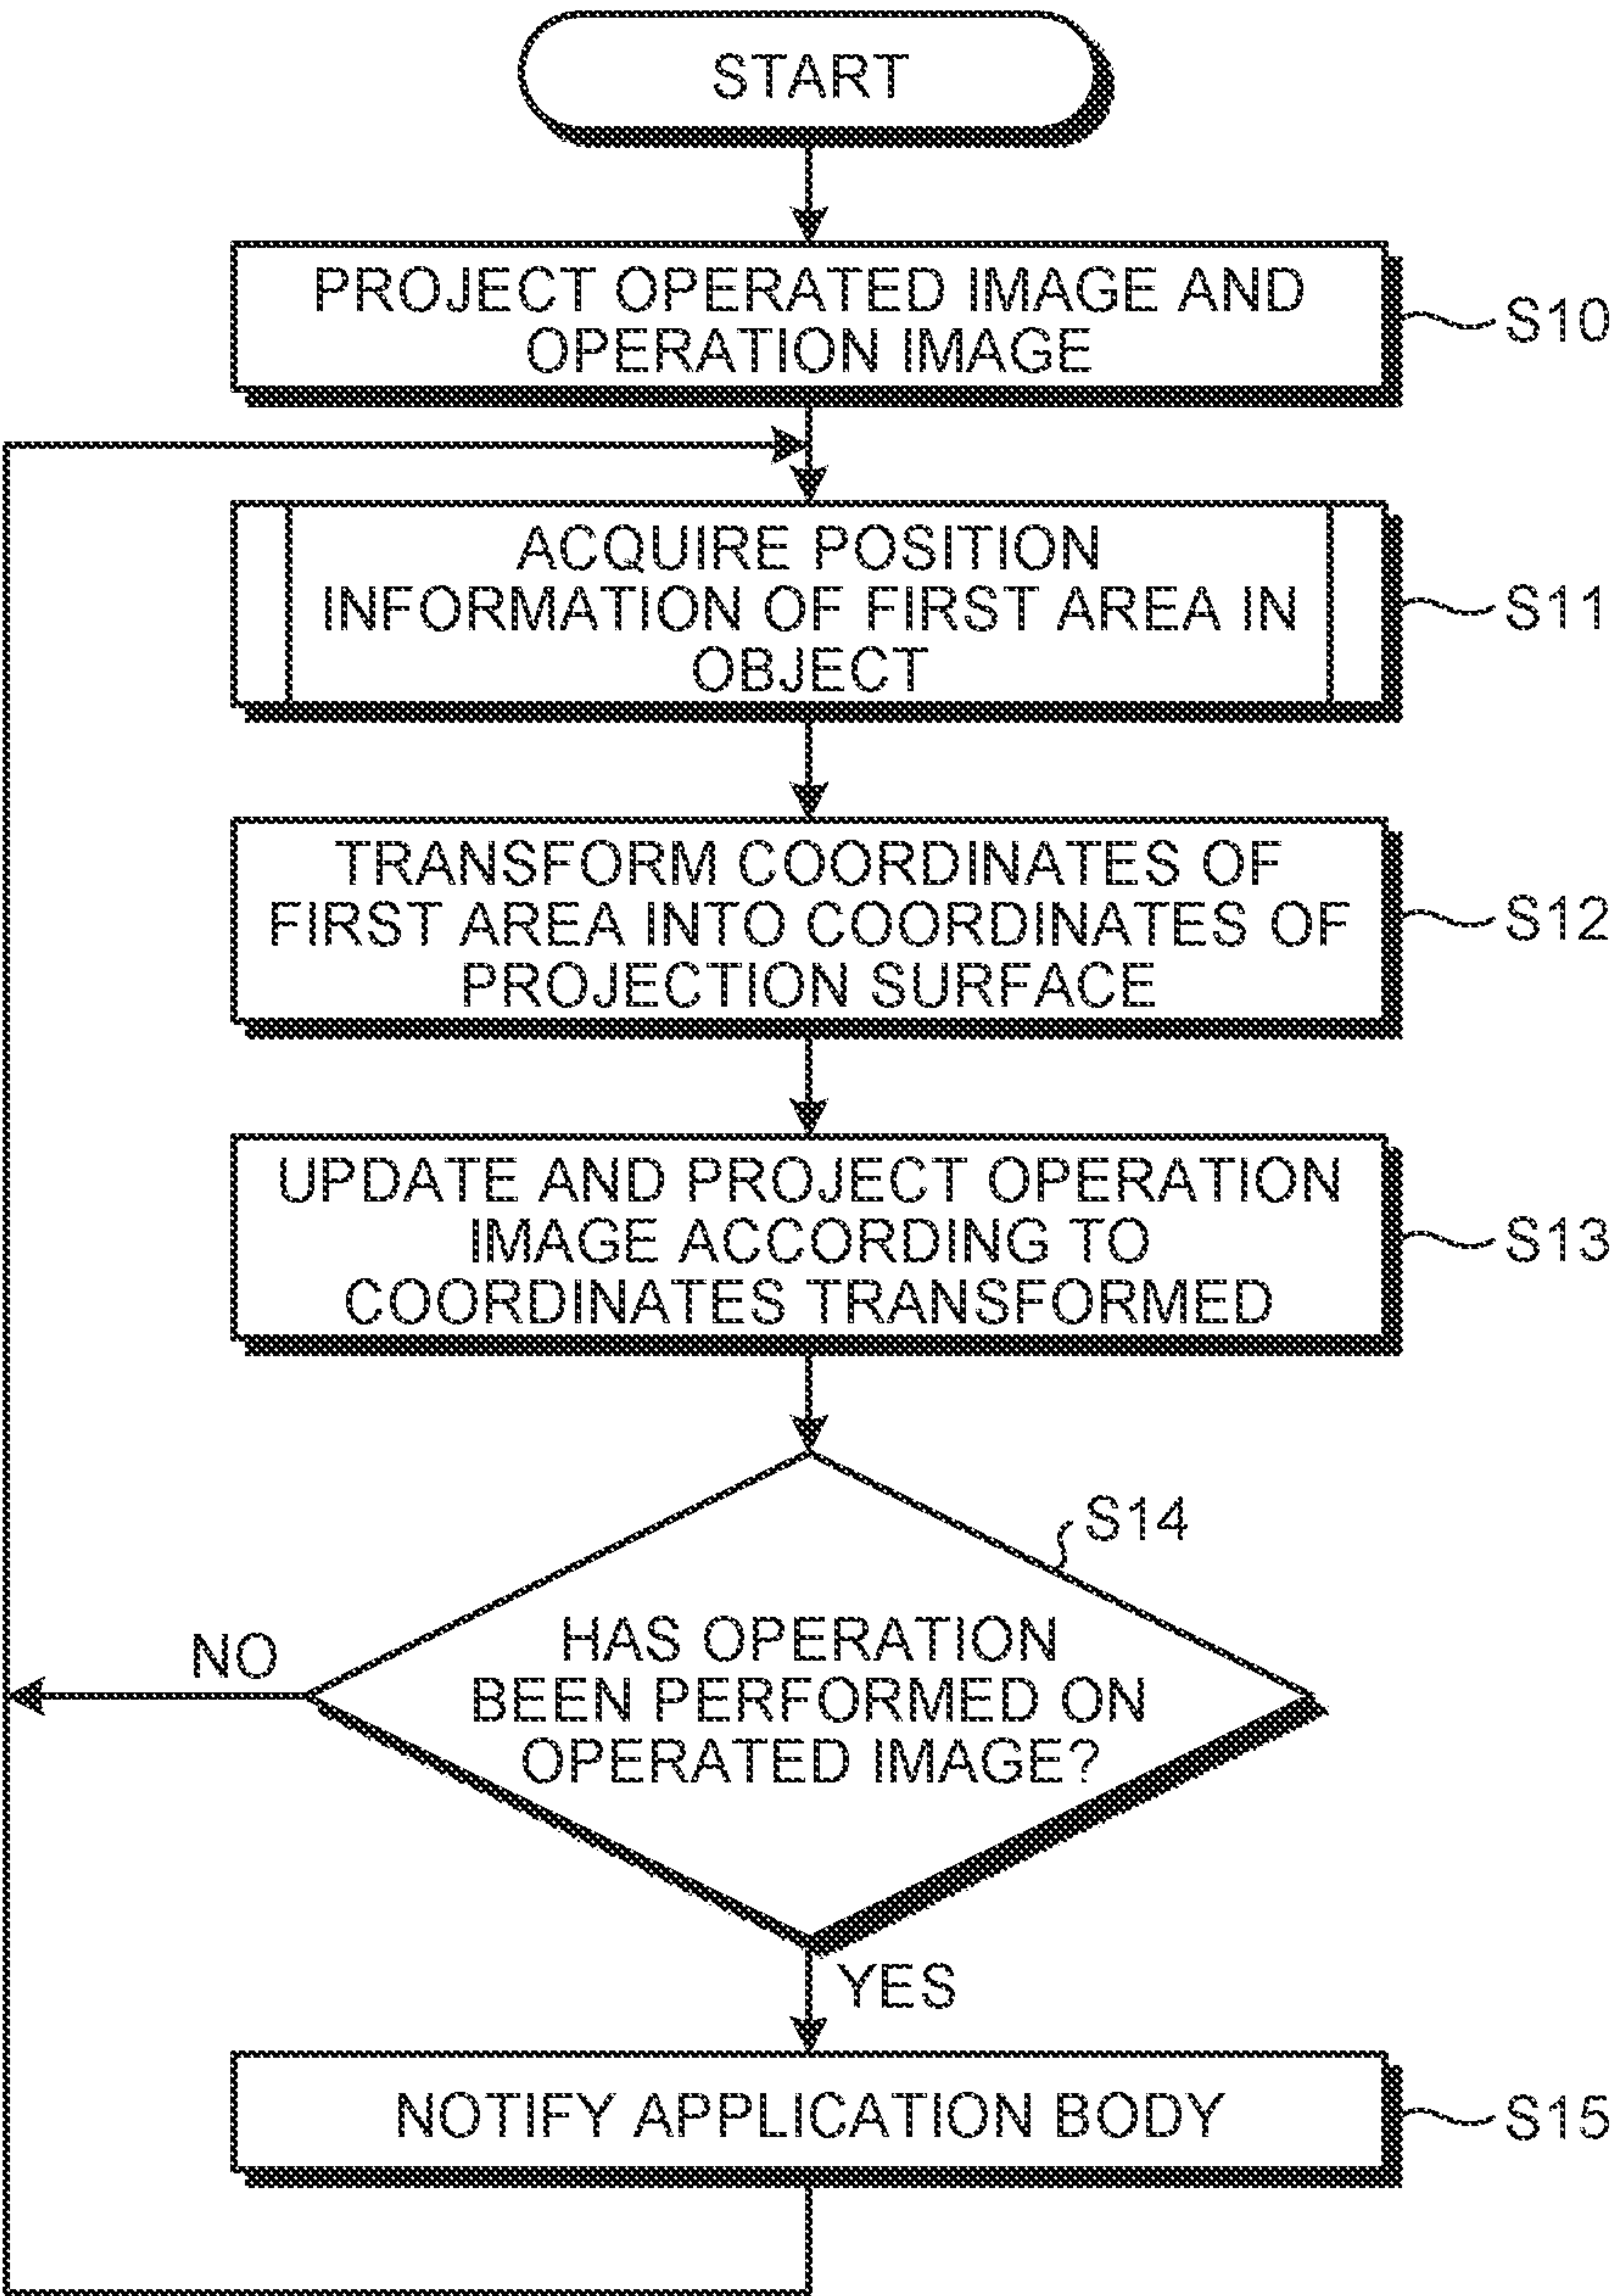 START
PROJECT OPERATED IMAGE AND
OPERATION IMAGE
S10
ACQUIRE POSITION
INFORMATION OF FIRST AREA IN
OBJECT
S11
TRANSFORM COORDINATES OF
FIRST AREA INTO COORDINATES OF
PROJECTION SURFACE
S12
UPDATE AND PROJECT OPERATION
IMAGE ACCORDING TO
COORDINATES TRANSFORMED
S13
S14
HAS OPERATION
BEEN PERFORMED ON
OPERATED IMAGE?
NO
YES
NOTIFY APPLICATION BODY
S15